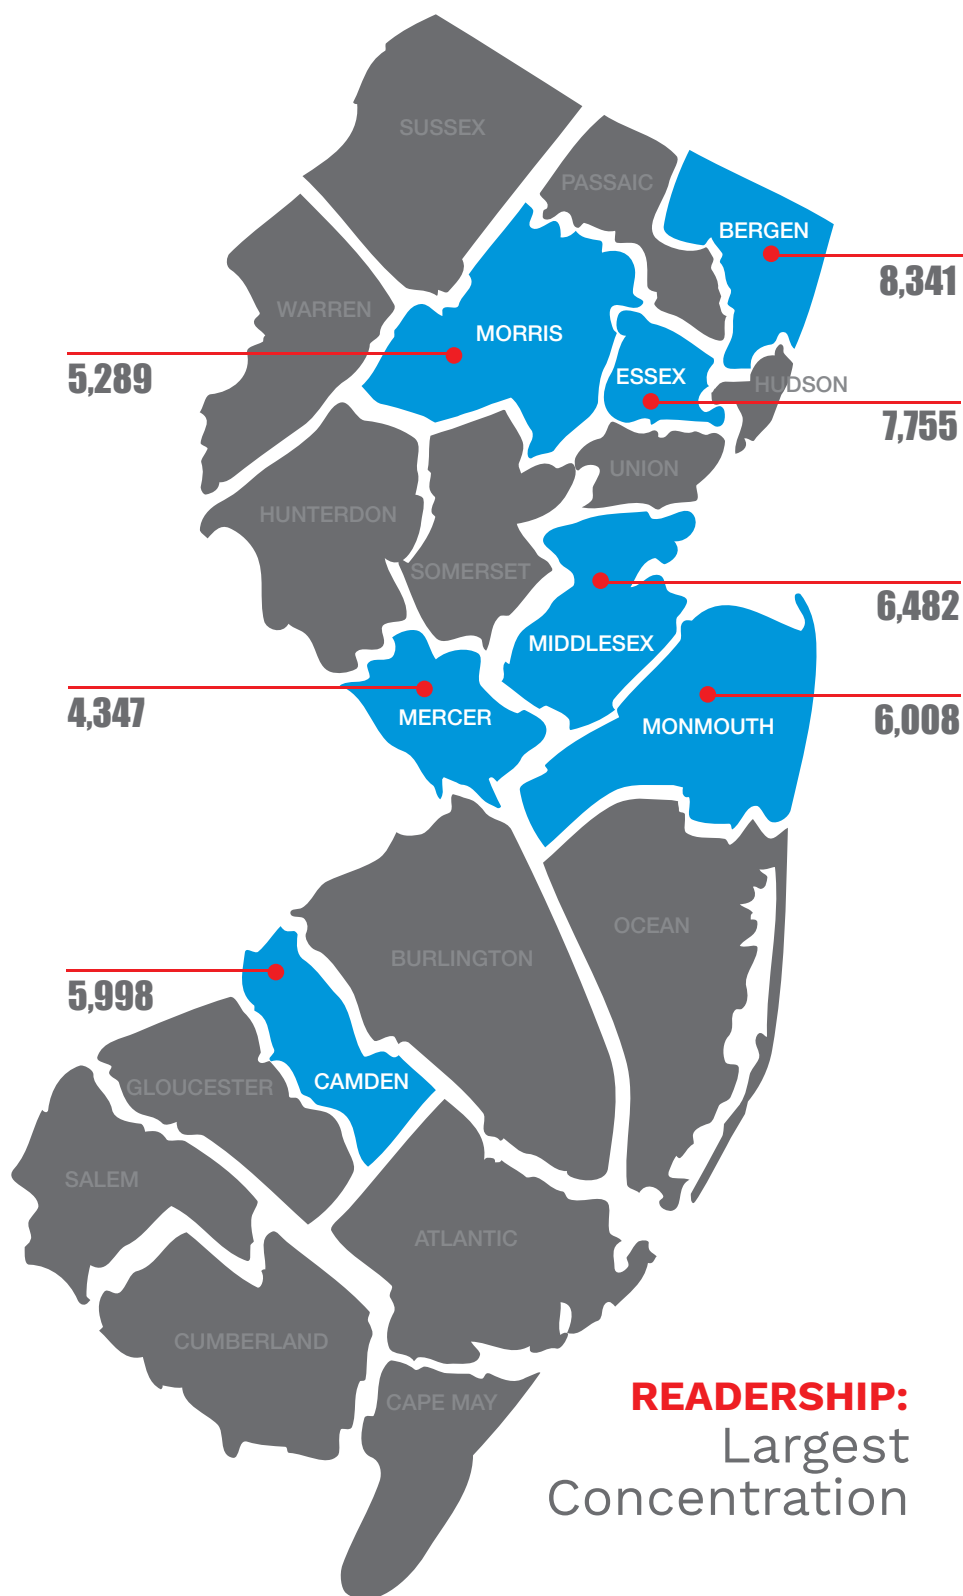 SUSSEX
PASSAIC
BERGEN
8,341
WARREN
MORRIS
5,289
ESSEX
HUDSON
7,755
UNION
HUNTERDON
SOMERSET
6,482
MIDDLESEX
4,347
MERCER
MONMOUTH
6,008
OCEAN
BURLINGTON
5,998
CAMDEN
GLOUCESTER
SALEM
ATLANTIC
CUMBERLAND
CAPE MAY
READERSHIP:
Largest
Concentration